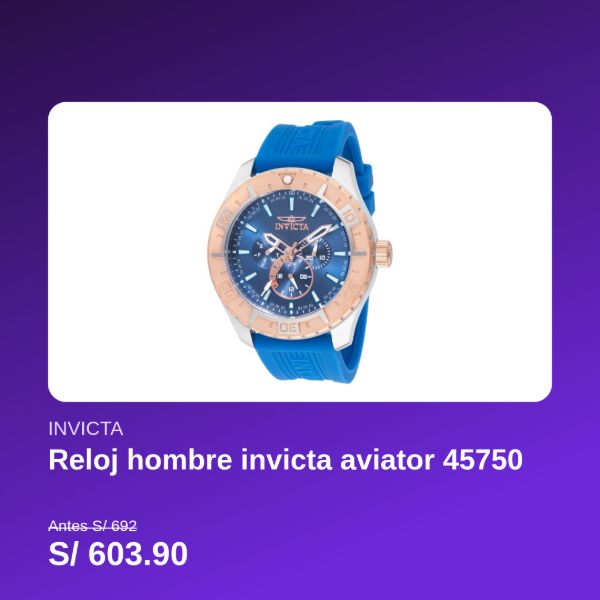 INVICTA
INVICTA
Reloj hombre invicta aviator 45750
Antes S/ 692
S/ 603.90